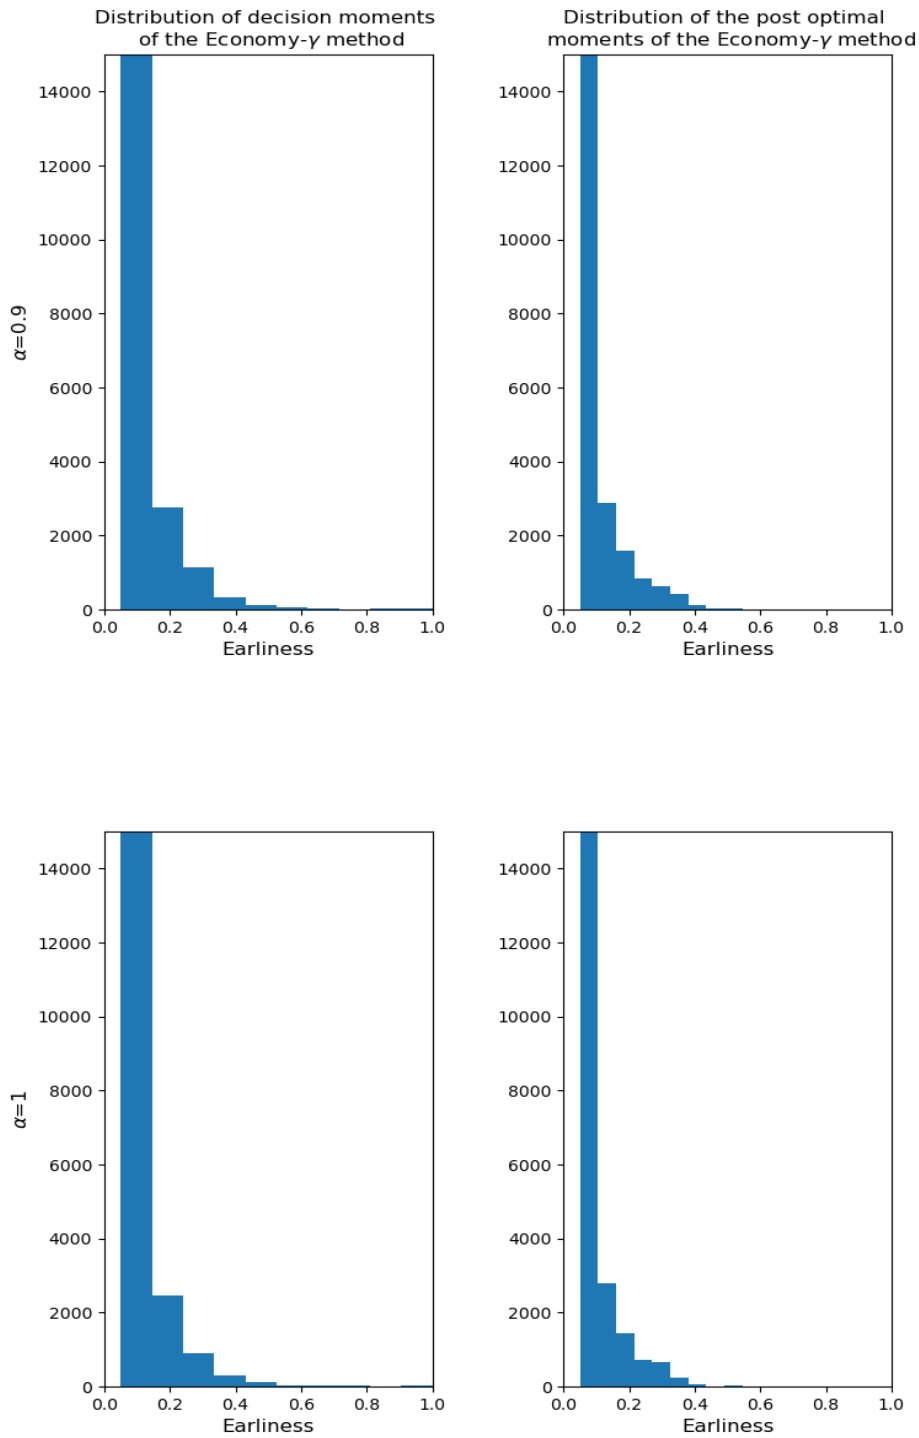 Distribution of decision moments
of the Economy-γ method
Distribution of the post optimal
moments of the Economy-γ method
α=0.9
14000
12000
10000
8000
6000
4000
2000
0
0.0 0.2 0.4 0.6 0.8 1.0
Earliness
14000
12000
10000
8000
6000
4000
2000
0
0.0 0.2 0.4 0.6 0.8 1.0
Earliness
α=1
14000
12000
10000
8000
6000
4000
2000
0
0.0 0.2 0.4 0.6 0.8 1.0
Earliness
14000
12000
10000
8000
6000
4000
2000
0
0.0 0.2 0.4 0.6 0.8 1.0
Earliness